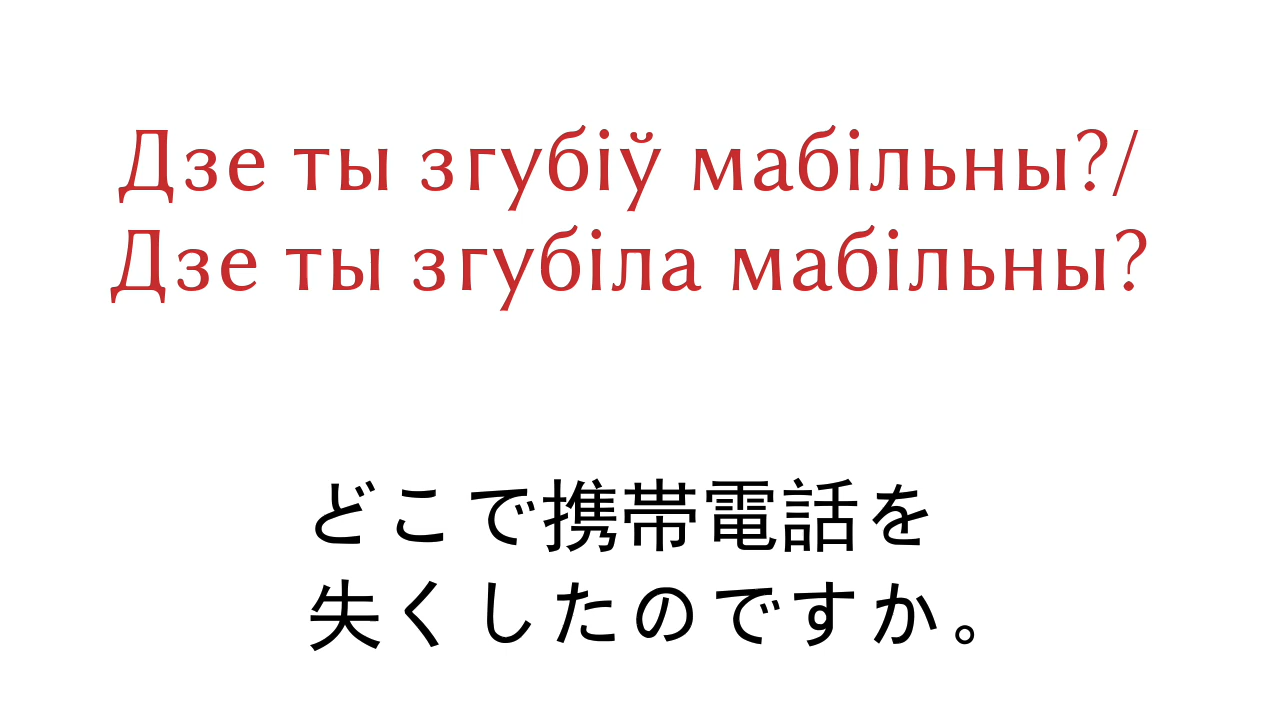 Дзе ты згубіў мабільны?/
Дзе ты згубіла мабільны?
どこで携帯電話を
失くしたのですか。